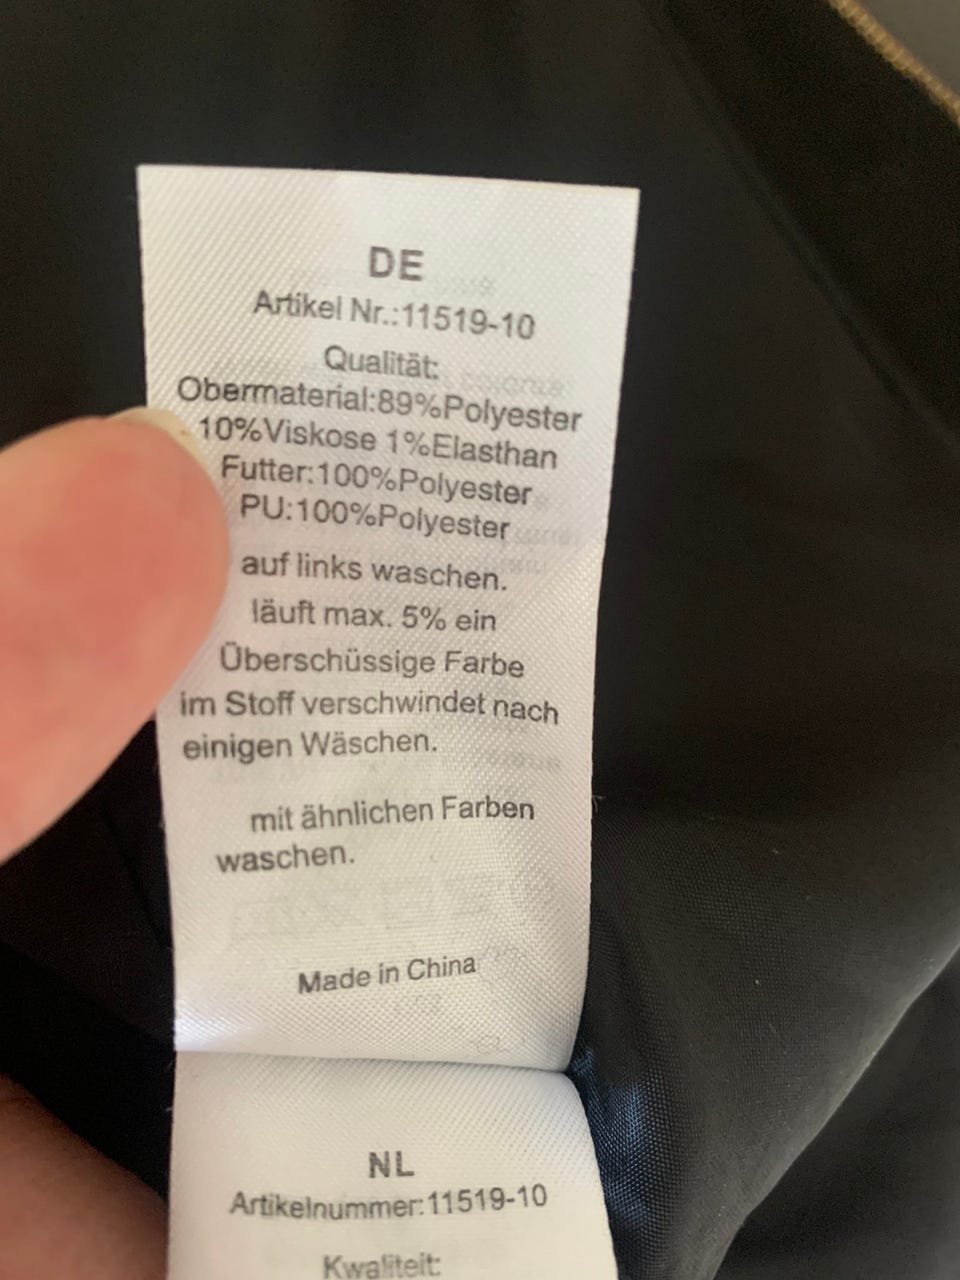 DE
Artikel Nr.:11519-10
Qualität:
Obermaterial:89%Polyester
10%Viskose 1%Elasthan
Futter:100%Polyester
PU:100%Polyester
auf links waschen.
läuft max. 5% ein
Überschüssige Farbe
im Stoff verschwindet nach
einigen Wäschen.
mit ähnlichen Farben
waschen.
Made in China
NL
Artikelnummer:11519-10
Kwaliteit: